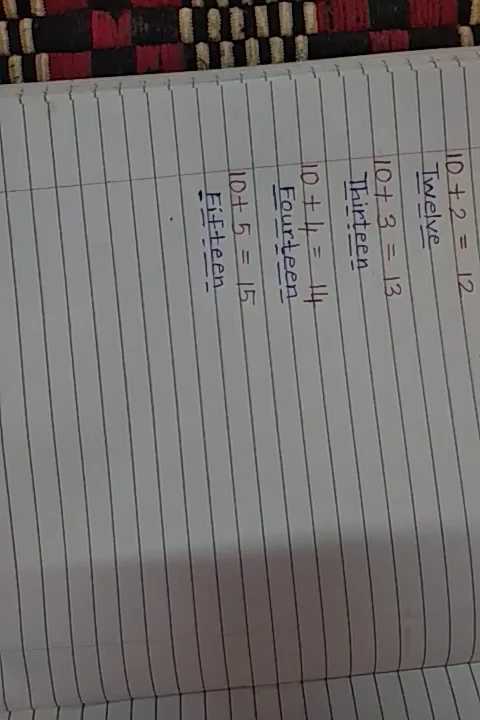 10 + 2 = 12
Twelve
10 + 3 = 13
Thirteen
10 + 4 = 14
Fourteen
10 + 5 = 15
Fifteen